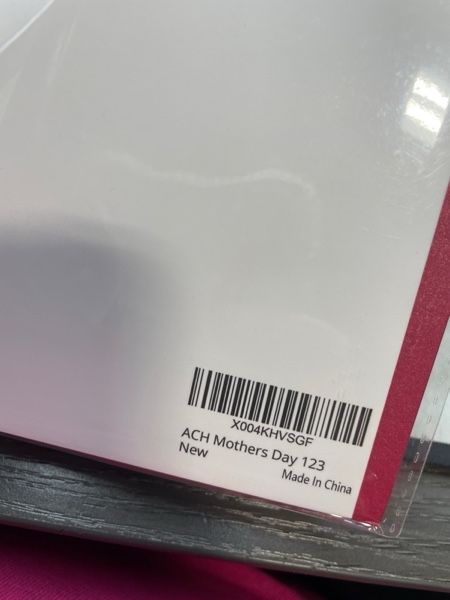 X004KHVSGF
ACH Mothers Day 123
New
Made In China